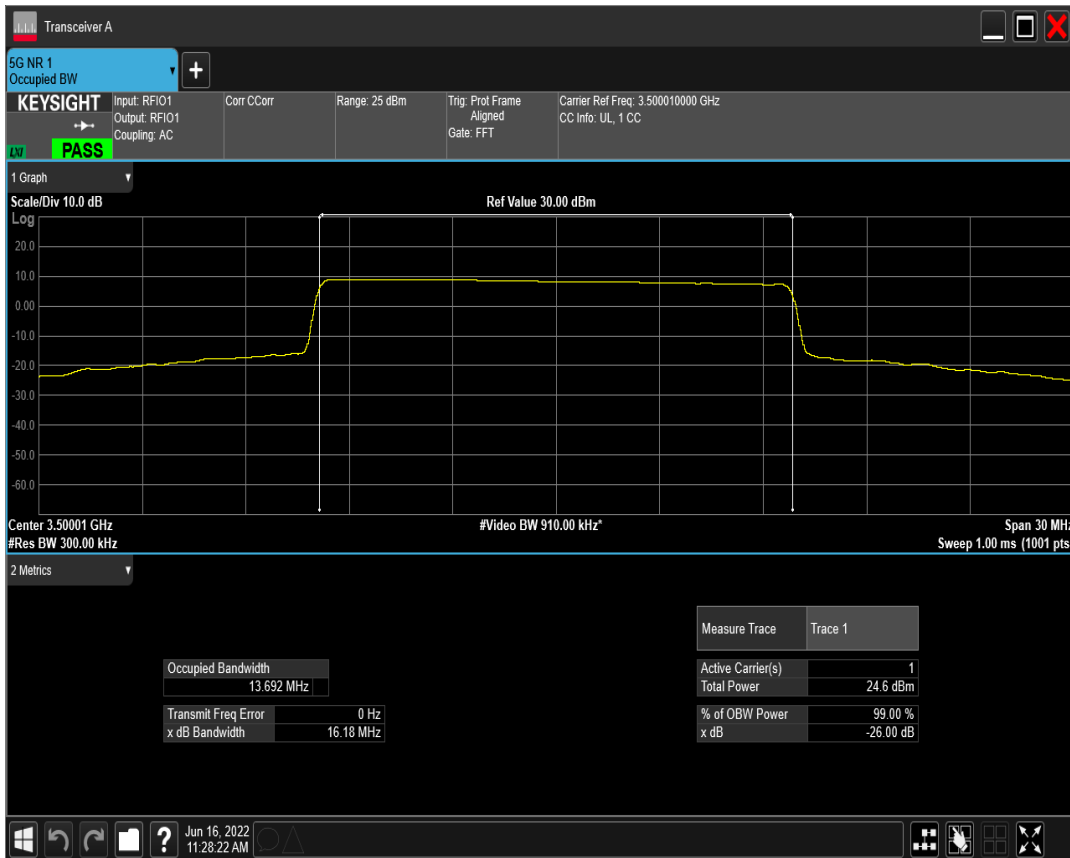 Transceiver A
5G NR 1
Occupied BW
KEYSIGHT
LXI
PASS
Input: RFIO1
Output: RFIO1
Coupling: AC
Corr CCorr
Range: 25 dBm
Trig: Prot Frame
Aligned
Gate: FFT
Carrier Ref Freq: 3.500010000 GHz
CC Info: UL, 1 CC
1 Graph
Scale/Div 10.0 dB
Ref Value 30.00 dBm
Log
20.0
10.0
0.00
-10.0
-20.0
-30.0
-40.0
-50.0
-60.0
Center 3.50001 GHz
#Video BW 910.00 kHz*
Span 30 MHz
#Res BW 300.00 kHz
Sweep 1.00 ms (1001 pts
2 Metrics
Measure Trace Trace 1
Occupied Bandwidth
13.692 MHz
Active Carrier(s) 1
Total Power 24.6 dBm
Transmit Freq Error 0 Hz
x dB Bandwidth 16.18 MHz
% of OBW Power 99.00 %
x dB -26.00 dB
Jun 16, 2022
11:28:22 AM